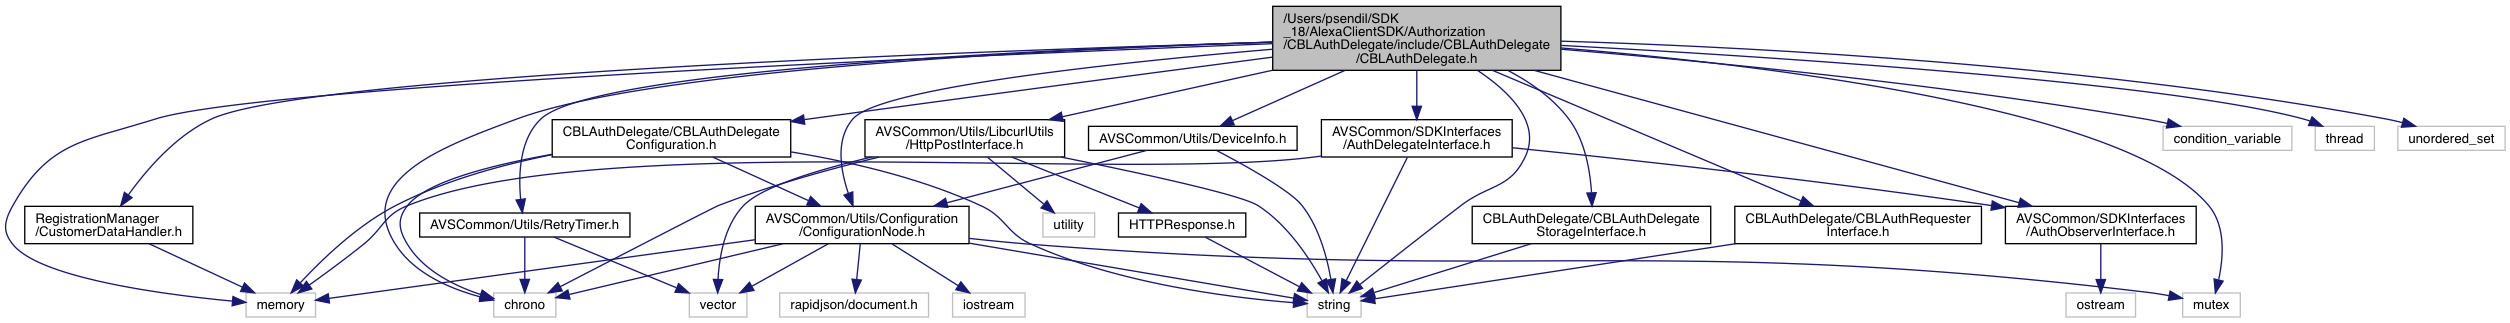 /Users/psendil/SDK
_18/AlexaClientSDK/Authorization
/CBLAuthDelegate/include/CBLAuthDelegate
/CBLAuthDelegate.h
CBLAuthDelegate/CBLAuthDelegate
Configuration.h
AVSCommon/Utils/LibcurlUtils
/HttpPostInterface.h
AVSCommon/Utils/DeviceInfo.h
AVSCommon/SDKInterfaces
/AuthDelegateInterface.h
condition_variable
thread
unordered_set
RegistrationManager
/CustomerDataHandler.h
AVSCommon/Utils/RetryTimer.h
AVSCommon/Utils/Configuration
/ConfigurationNode.h
utility
HTTPResponse.h
CBLAuthDelegate/CBLAuthDelegate
StorageInterface.h
CBLAuthDelegate/CBLAuthRequester
Interface.h
AVSCommon/SDKInterfaces
/AuthObserverInterface.h
memory
chrono
vector
rapidjson/document.h
iostream
string
ostream
mutex